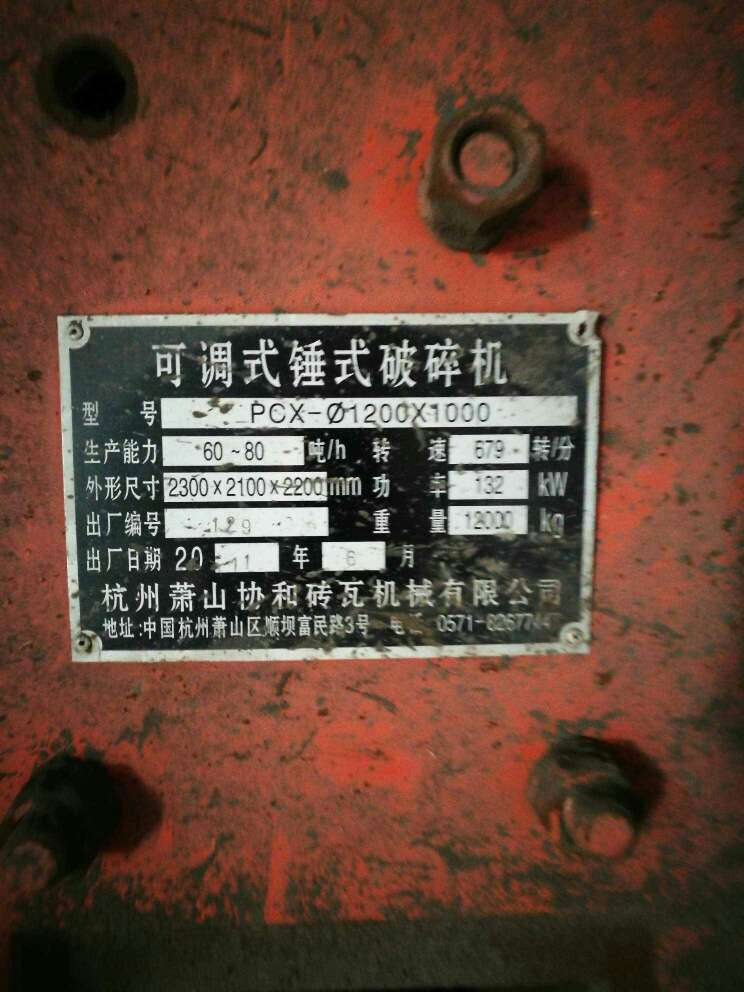 可调式锤式破碎机
型 号 PCX-Ø1200X1000
生产能力 60~80 吨/h 转 速 679 转/分
外形尺寸 2300x2100x2200mm 功 率 132 kW
出厂编号 129 重 量 12000 kg
出厂日期 20 11 年 6 月
杭州萧山协和砖瓦机械有限公司
地址:中国杭州萧山区顺坝富民路3号 电话